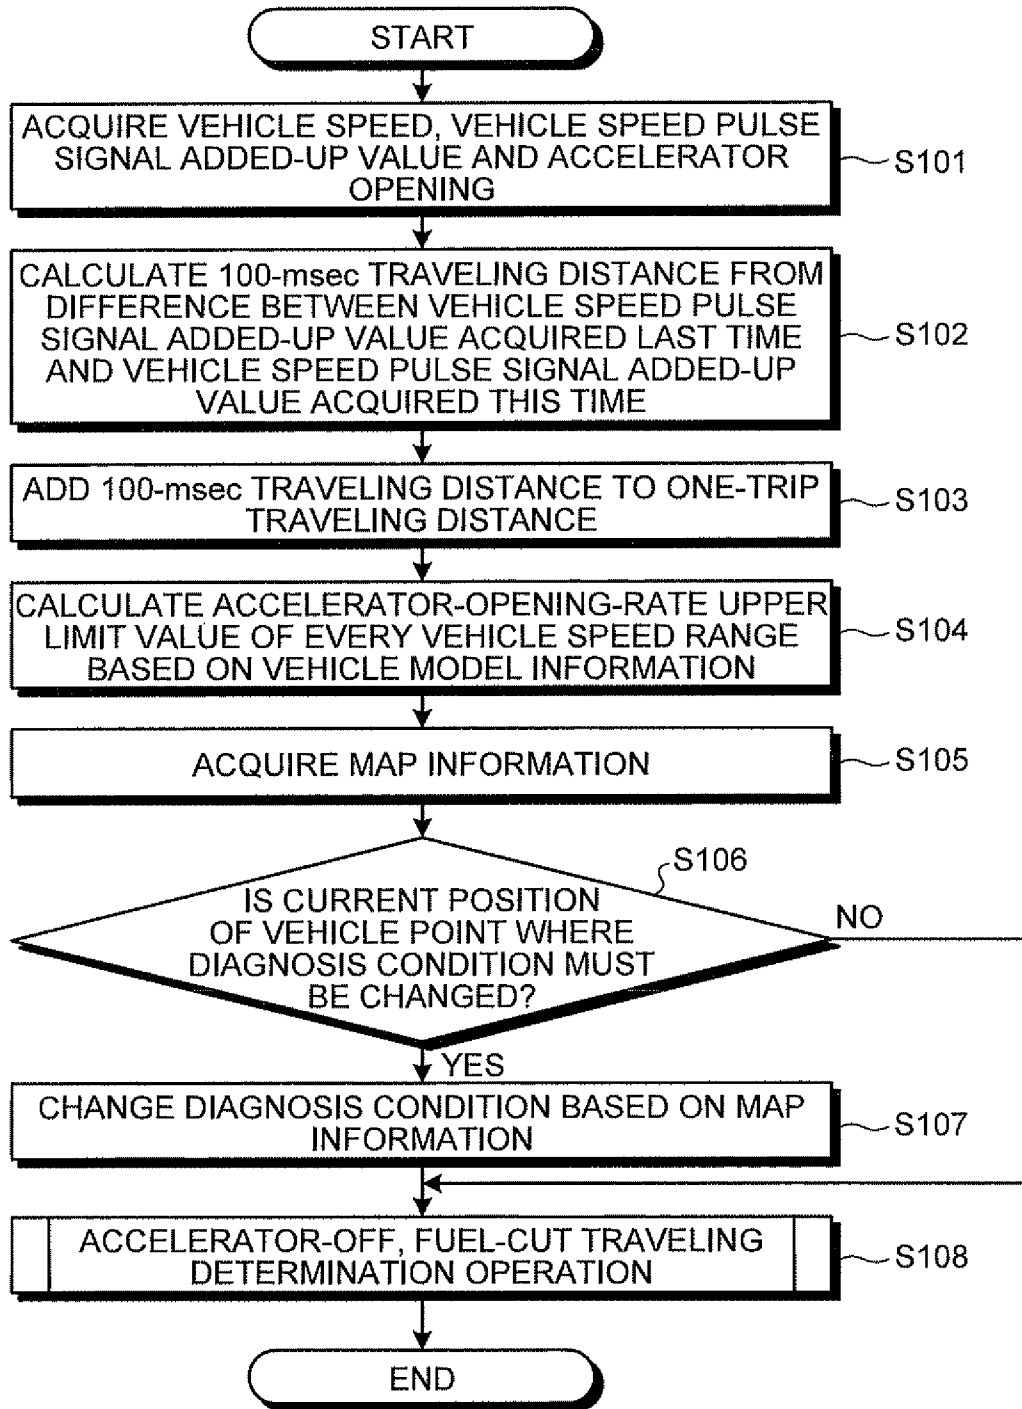 START
ACQUIRE VEHICLE SPEED, VEHICLE SPEED PULSE
SIGNAL ADDED-UP VALUE AND ACCELERATOR
OPENING
S101
CALCULATE 100-msec TRAVELING DISTANCE FROM
DIFFERENCE BETWEEN VEHICLE SPEED PULSE
SIGNAL ADDED-UP VALUE ACQUIRED LAST TIME
AND VEHICLE SPEED PULSE SIGNAL ADDED-UP
VALUE ACQUIRED THIS TIME
S102
ADD 100-msec TRAVELING DISTANCE TO ONE-TRIP
TRAVELING DISTANCE
S103
CALCULATE ACCELERATOR-OPENING-RATE UPPER
LIMIT VALUE OF EVERY VEHICLE SPEED RANGE
BASED ON VEHICLE MODEL INFORMATION
S104
ACQUIRE MAP INFORMATION
S105
S106
IS CURRENT POSITION
OF VEHICLE POINT WHERE
DIAGNOSIS CONDITION MUST
BE CHANGED?
NO
YES
CHANGE DIAGNOSIS CONDITION BASED ON MAP
INFORMATION
S107
ACCELERATOR-OFF, FUEL-CUT TRAVELING
DETERMINATION OPERATION
S108
END